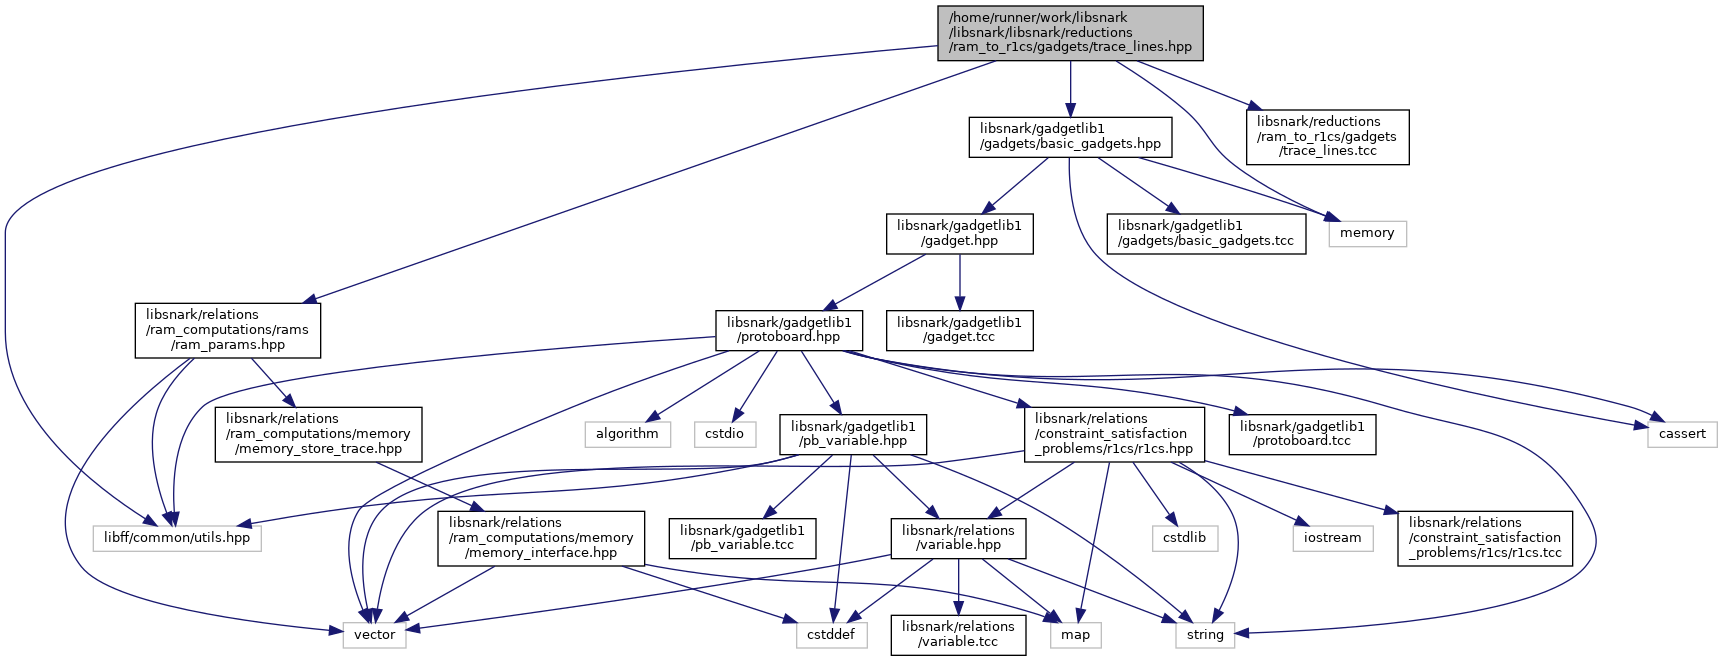 /home/runner/work/libsnark
/libsnark/libsnark/reductions
/ram_to_r1cs/gadgets/trace_lines.hpp
libsnark/gadgetlib1
/gadgets/basic_gadgets.hpp
libsnark/reductions
/ram_to_r1cs/gadgets
/trace_lines.tcc
libsnark/gadgetlib1
/gadget.hpp
libsnark/gadgetlib1
/gadgets/basic_gadgets.tcc
memory
libsnark/relations
/ram_computations/rams
/ram_params.hpp
libsnark/gadgetlib1
/protoboard.hpp
libsnark/gadgetlib1
/gadget.tcc
libsnark/relations
/ram_computations/memory
/memory_store_trace.hpp
algorithm
cstdio
libsnark/gadgetlib1
/pb_variable.hpp
libsnark/relations
/constraint_satisfaction
_problems/r1cs/r1cs.hpp
libsnark/gadgetlib1
/protoboard.tcc
cassert
libff/common/utils.hpp
libsnark/relations
/ram_computations/memory
/memory_interface.hpp
libsnark/gadgetlib1
/pb_variable.tcc
libsnark/relations
/variable.hpp
cstdlib
iostream
libsnark/relations
/constraint_satisfaction
_problems/r1cs/r1cs.tcc
vector
cstddef
libsnark/relations
/variable.tcc
map
string